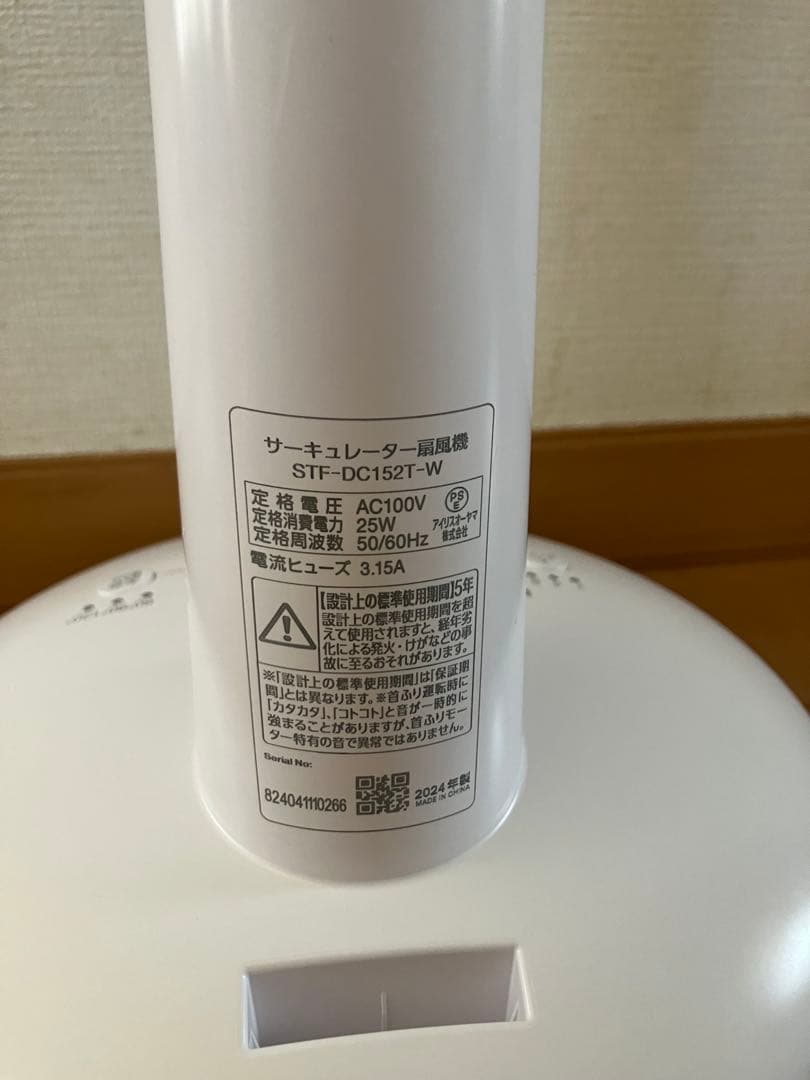 サーキュレーター扇風機
STF-DC152T-W
定格電圧 AC100V
定格消費電力 25W
定格周波数 50/60Hz
PSE
アイリスオーヤマ
株式会社
電流ヒューズ 3.15A
【設計上の標準使用期間】5年
設計上の標準使用期間を超
えて使用されますと、経年劣
化による発火・けがなどの事
故に至るおそれがあります。
※「設計上の標準使用期間」は「保証期
間」とは異なります。※首ふり運転時に
「カタカタ」、「コトコト」と音が一時的に
強まることがありますが、首ふりモー
ター特有の音で異常ではありません。
Serial No:
824041110266
2024年製
MADE IN CHINA